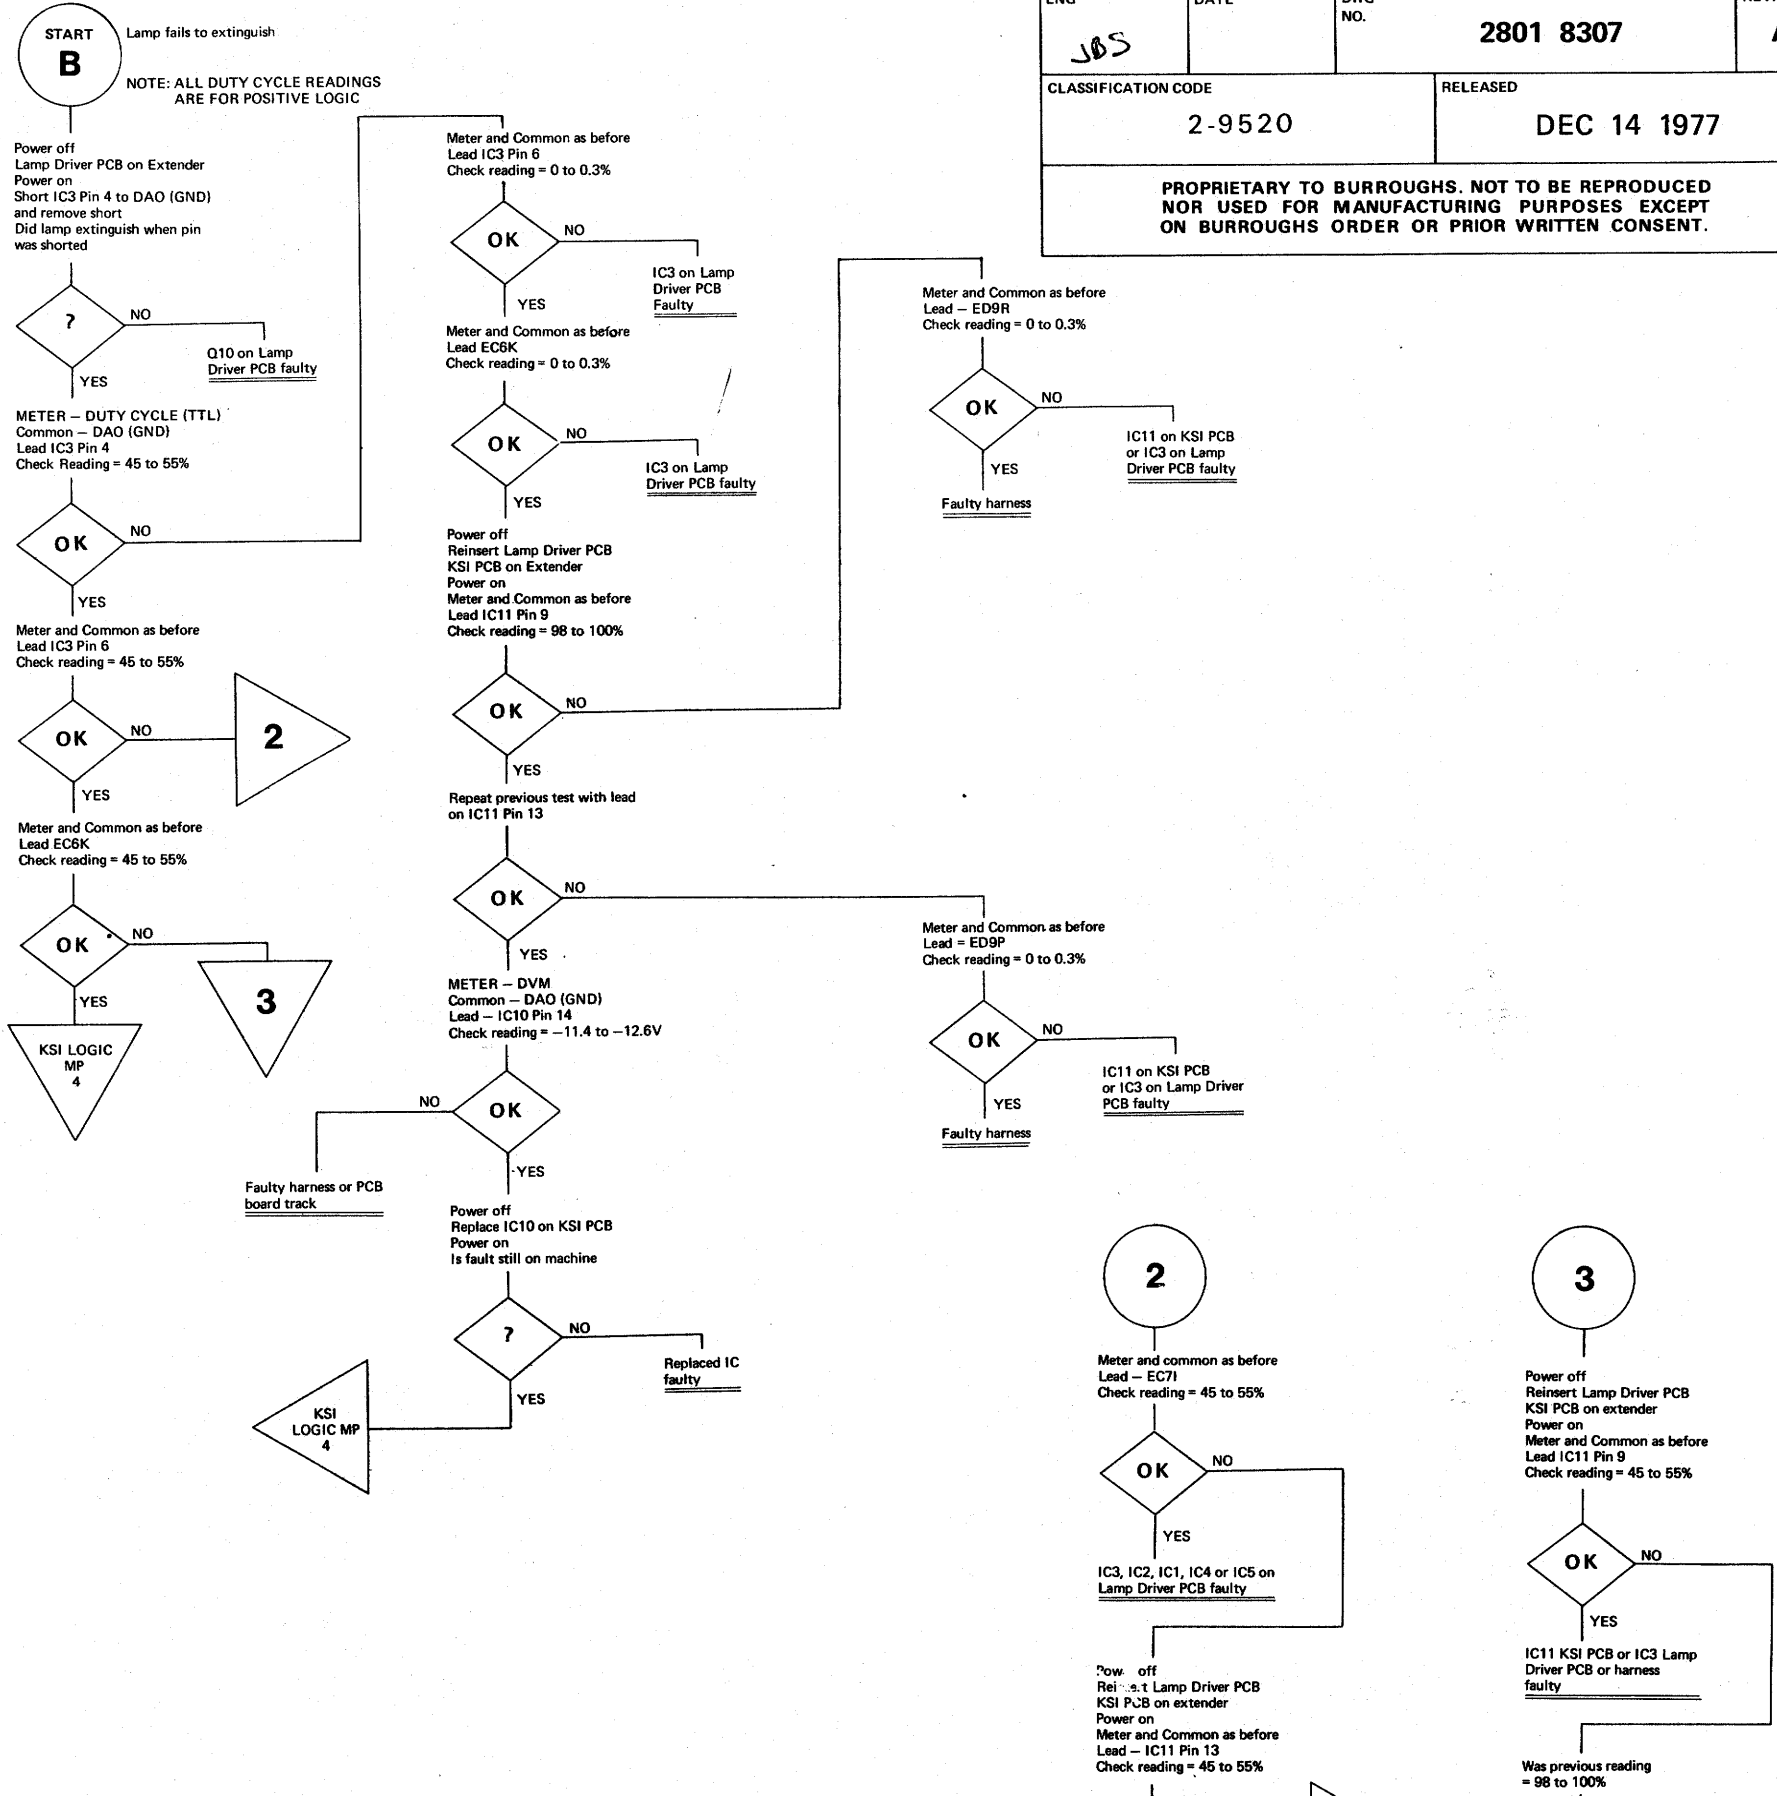 START
B
Lamp fails to extinguish
NOTE: ALL DUTY CYCLE READINGS
ARE FOR POSITIVE LOGIC
Power off
Lamp Driver PCB on Extender
Power on
Short IC3 Pin 4 to DAO (GND)
and remove short
Did lamp extinguish when pin
was shorted
?
NO
Q10 on Lamp
Driver PCB faulty
YES
METER – DUTY CYCLE (TTL)
Common – DAO (GND)
Lead IC3 Pin 4
Check Reading = 45 to 55%
OK
NO
YES
Meter and Common as before
Lead IC3 Pin 6
Check reading = 45 to 55%
OK
NO
2
YES
Meter and Common as before
Lead EC6K
Check reading = 45 to 55%
OK
NO
3
YES
KSI LOGIC
MP
4
Meter and Common as before
Lead IC3 Pin 6
Check reading = 0 to 0.3%
OK
NO
IC3 on Lamp
Driver PCB
Faulty
YES
Meter and Common as before
Lead EC6K
Check reading = 0 to 0.3%
OK
NO
IC3 on Lamp
Driver PCB faulty
YES
Power off
Reinsert Lamp Driver PCB
KSI PCB on Extender
Power on
Meter and Common as before
Lead IC11 Pin 9
Check reading = 98 to 100%
OK
NO
YES
Repeat previous test with lead
on IC11 Pin 13
OK
NO
YES
METER – DVM
Common – DAO (GND)
Lead – IC10 Pin 14
Check reading = –11.4 to –12.6V
OK
NO
Faulty harness or PCB
board track
YES
Power off
Replace IC10 on KSI PCB
Power on
Is fault still on machine
?
NO
Replaced IC
faulty
YES
KSI
LOGIC MP
4
Meter and Common as before
Lead – ED9R
Check reading = 0 to 0.3%
OK
NO
IC11 on KSI PCB
or IC3 on Lamp
Driver PCB faulty
YES
Faulty harness
Meter and Common as before
Lead = ED9P
Check reading = 0 to 0.3%
OK
NO
IC11 on KSI PCB
or IC3 on Lamp Driver
PCB faulty
YES
Faulty harness
2
Meter and common as before
Lead – EC7I
Check reading = 45 to 55%
OK
NO
YES
IC3, IC2, IC1, IC4 or IC5 on
Lamp Driver PCB faulty
off
Lamp Driver PCB
KSI PCB on extender
Power on
Meter and Common as before
Lead – IC11 Pin 13
Check reading = 45 to 55%
3
Power off
Reinsert Lamp Driver PCB
KSI PCB on extender
Power on
Meter and Common as before
Lead IC11 Pin 9
Check reading = 45 to 55%
OK
NO
YES
IC11 KSI PCB or IC3 Lamp
Driver PCB or harness
faulty
Was previous reading
= 98 to 100%
JBS
NO.
2801 8307
CLASSIFICATION CODE
2-9520
RELEASED
DEC 14 1977
PROPRIETARY TO BURROUGHS. NOT TO BE REPRODUCED
NOR USED FOR MANUFACTURING PURPOSES EXCEPT
ON BURROUGHS ORDER OR PRIOR WRITTEN CONSENT.